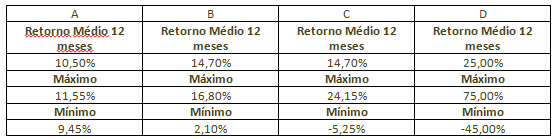 A B C D
Retorno Médio 12 meses Retorno Médio 12 meses Retorno Médio 12 meses Retorno Médio 12 meses
10,50% 14,70% 14,70% 25,00%
Máximo Máximo Máximo Máximo
11,55% 16,80% 24,15% 75,00%
Mínimo Mínimo Mínimo Mínimo
9,45% 2,10% -5,25% -45,00%